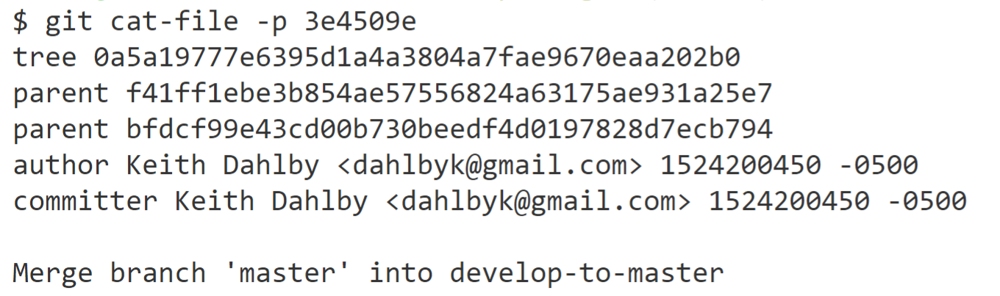 $ git cat-file -p 3e4509e
tree 0a5a19777e6395d1a4a3804a7fae9670eaa202b0
parent f41ff1ebe3b854ae57556824a63175ae931a25e7
parent bfdcf99e43cd00b730beedf4d0197828d7ecb794
author Keith Dahlby <dahlbyk@gmail.com> 1524200450 -0500
committer Keith Dahlby <dahlbyk@gmail.com> 1524200450 -0500
Merge branch 'master' into develop-to-master